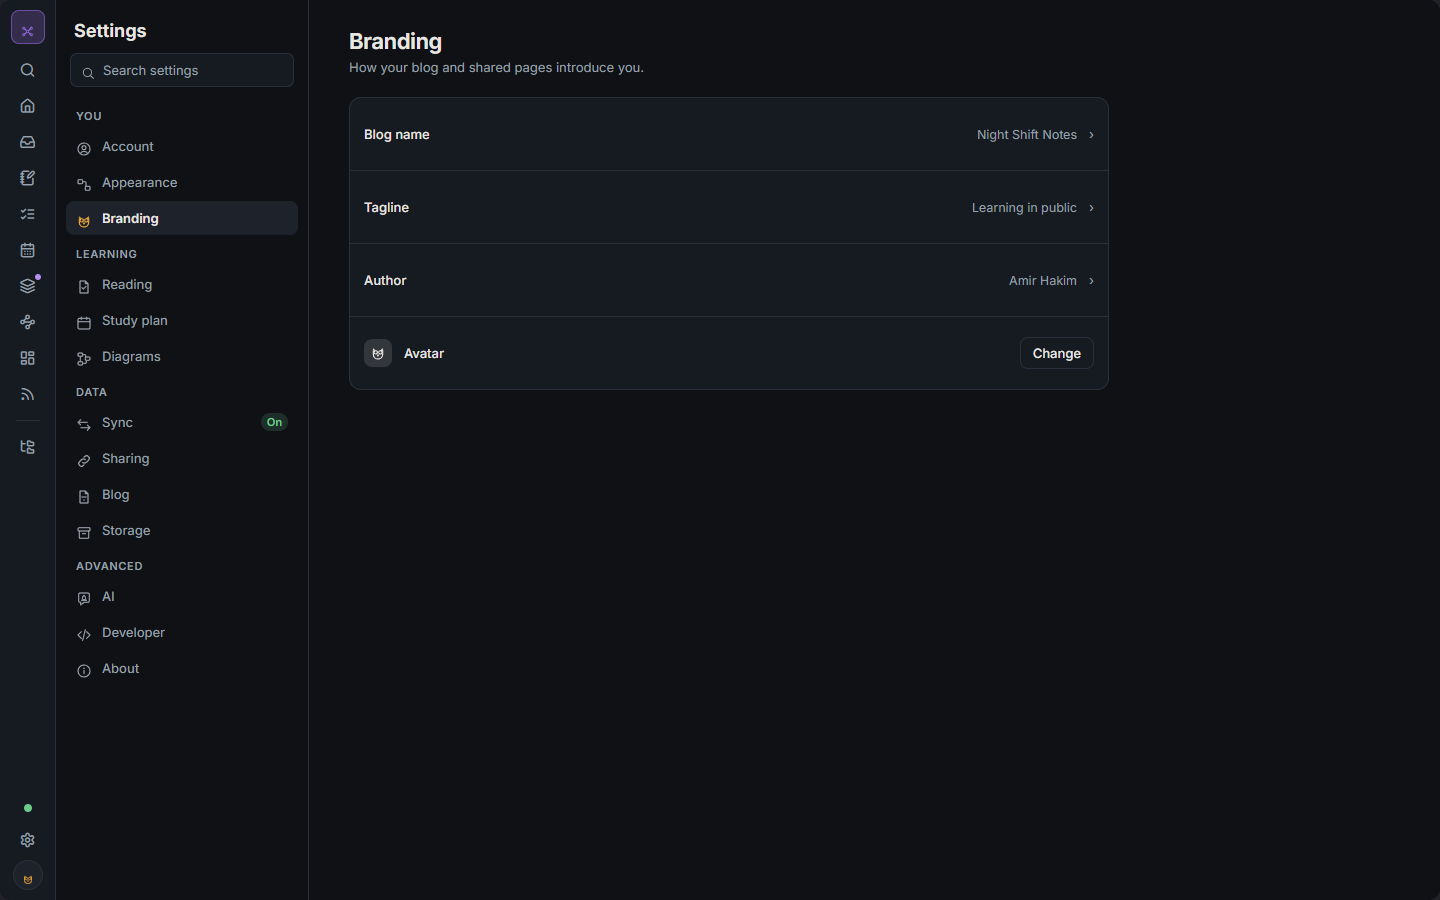 Settings
Search settings
YOU
Account
Appearance
Branding
LEARNING
Reading
Study plan
Diagrams
DATA
Sync On
Sharing
Blog
Storage
ADVANCED
AI
Developer
About
Branding
How your blog and shared pages introduce you.
Blog name Night Shift Notes
Tagline Learning in public
Author Amir Hakim
Avatar Change